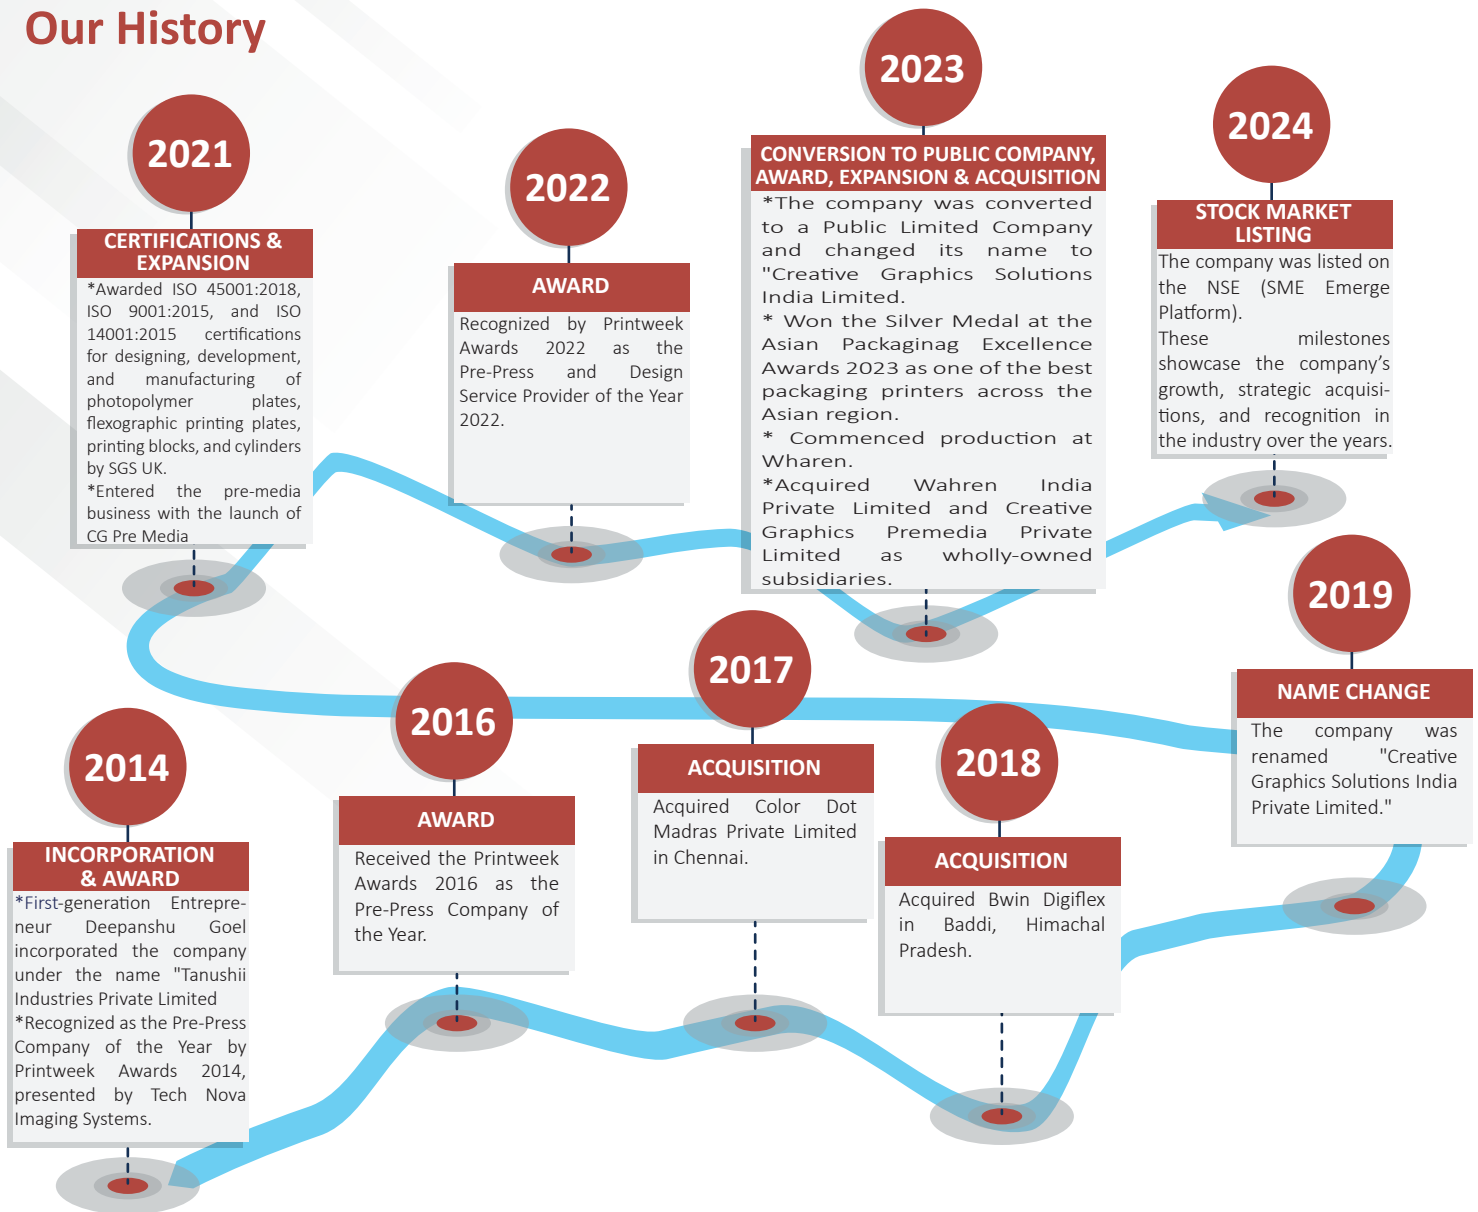 Our History
2021
CERTIFICATIONS &
EXPANSION
*Awarded ISO 45001:2018,
ISO 9001:2015, and ISO
14001:2015 certifications
for designing, development,
and manufacturing of
photopolymer plates,
flexographic printing plates,
printing blocks, and cylinders
by SGS UK.
*Entered the pre-media
business with the launch of
CG Pre Media
2022
AWARD
Recognized by Printweek
Awards 2022 as the
Pre-Press and Design
Service Provider of the Year
2022.
2023
CONVERSION TO PUBLIC COMPANY,
AWARD, EXPANSION & ACQUISITION
*The company was converted
to a Public Limited Company
and changed its name to
"Creative Graphics Solutions
India Limited.
* Won the Silver Medal at the
Asian Packaginag Excellence
Awards 2023 as one of the best
packaging printers across the
Asian region.
* Commenced production at
Wharen.
*Acquired Wahren India
Private Limited and Creative
Graphics Premedia Private
Limited as wholly-owned
subsidiaries.
2024
STOCK MARKET
LISTING
The company was listed on
the NSE (SME Emerge
Platform).
These milestones
showcase the company's
growth, strategic acquisi-
tions, and recognition in
the industry over the years.
2014
INCORPORATION
& AWARD
*First-generation Entrepre-
neur Deepanshu Goel
incorporated the company
under the name "Tanushii
Industries Private Limited
*Recognized as the Pre-Press
Company of the Year by
Printweek Awards 2014,
presented by Tech Nova
Imaging Systems.
2016
AWARD
Received the Printweek
Awards 2016 as the
Pre-Press Company of
the Year.
2017
ACQUISITION
Acquired Color Dot
Madras Private Limited
in Chennai.
2018
ACQUISITION
Acquired Bwin Digiflex
in Baddi, Himachal
Pradesh.
2019
NAME CHANGE
The company was
renamed "Creative
Graphics Solutions India
Private Limited."